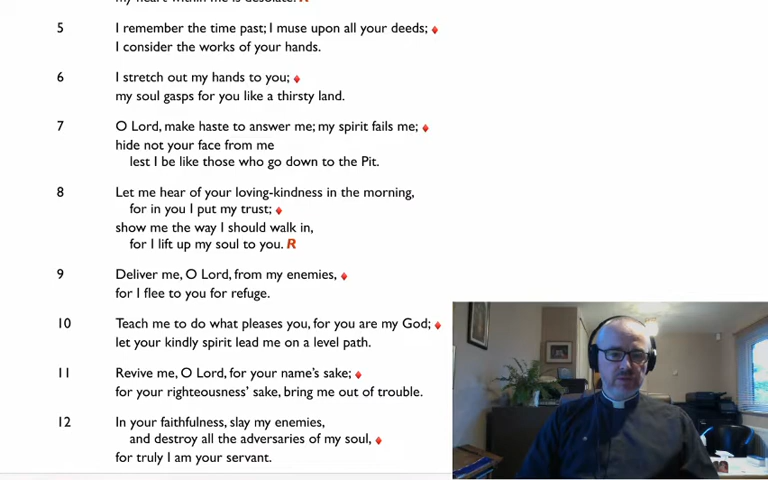 my heart within me is desolate. R
5 I remember the time past; I muse upon all your deeds; ♦
I consider the works of your hands.
6 I stretch out my hands to you; ♦
my soul gasps for you like a thirsty land.
7 O Lord, make haste to answer me; my spirit fails me; ♦
hide not your face from me
lest I be like those who go down to the Pit.
8 Let me hear of your loving-kindness in the morning,
for in you I put my trust; ♦
show me the way I should walk in,
for I lift up my soul to you. R
9 Deliver me, O Lord, from my enemies, ♦
for I flee to you for refuge.
10 Teach me to do what pleases you, for you are my God; ♦
let your kindly spirit lead me on a level path.
11 Revive me, O Lord, for your name's sake; ♦
for your righteousness' sake, bring me out of trouble.
12 In your faithfulness, slay my enemies,
and destroy all the adversaries of my soul, ♦
for truly I am your servant.